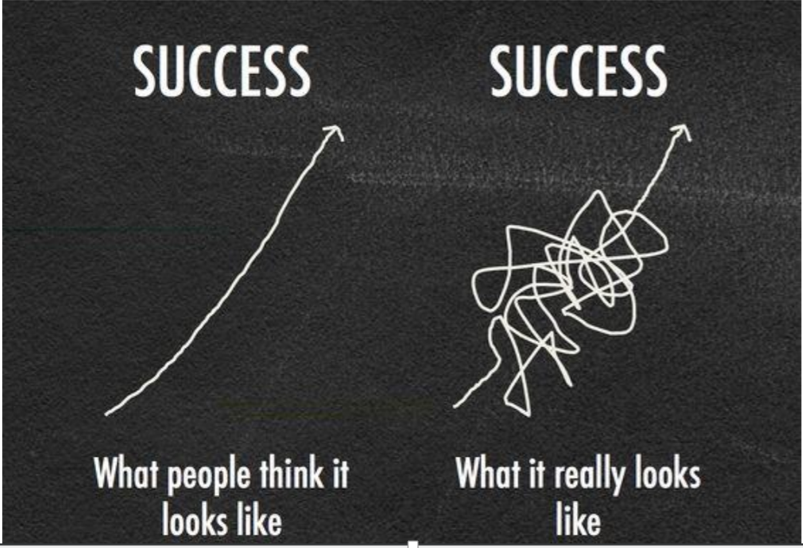 SUCCESS
SUCCESS
What people think it
looks like
What it really looks
like